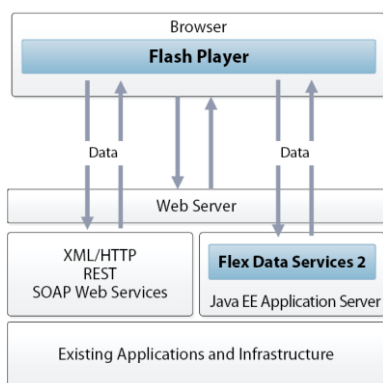 Browser
Flash Player
Data
Data
Web Server
XML/HTTP
REST
SOAP Web Services
Flex Data Services 2
Java EE Application Server
Existing Applications and Infrastructure